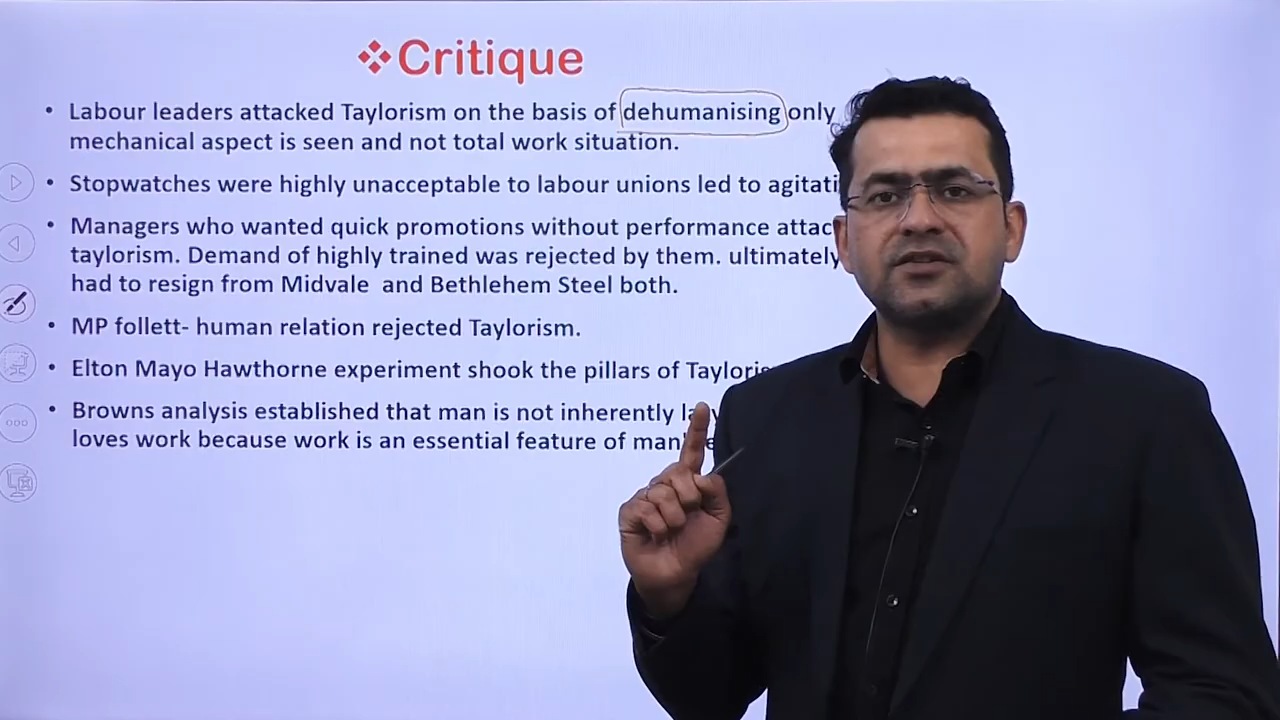 ❖Critique
• Labour leaders attacked Taylorism on the basis of dehumanising only
mechanical aspect is seen and not total work situation.
• Stopwatches were highly unacceptable to labour unions led to
• Managers who wanted quick promotions without performance
taylorism. Demand of highly trained was rejected by them. ultimately
had to resign from Midvale and Bethlehem Steel both.
• MP follett- human relation rejected Taylorism.
• Elton Mayo Hawthorne experiment shook the pillars of
• Browns analysis established that man is not inherently
loves work because work is an essential feature of